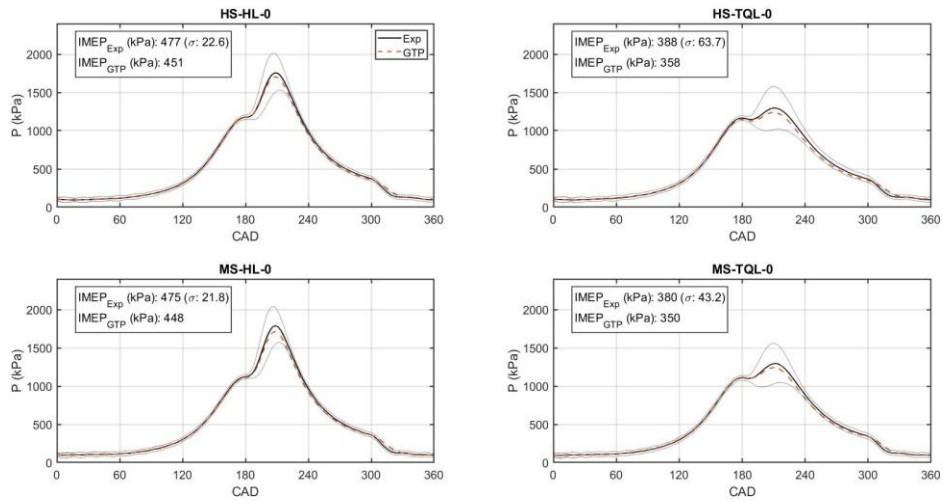 HS-HL-0
IMEP_Exp (kPa): 477 (σ: 22.6)
IMEP_GTP (kPa): 451
Exp
GTP
2000
1500
1000
500
0
P (kPa)
0 60 120 180 240 300 360
CAD
HS-TQL-0
IMEP_Exp (kPa): 388 (σ: 63.7)
IMEP_GTP (kPa): 358
2000
1500
1000
500
0
P (kPa)
0 60 120 180 240 300 360
CAD
MS-HL-0
IMEP_Exp (kPa): 475 (σ: 21.8)
IMEP_GTP (kPa): 448
2000
1500
1000
500
0
P (kPa)
0 60 120 180 240 300 360
CAD
MS-TQL-0
IMEP_Exp (kPa): 380 (σ: 43.2)
IMEP_GTP (kPa): 350
2000
1500
1000
500
0
P (kPa)
0 60 120 180 240 300 360
CAD